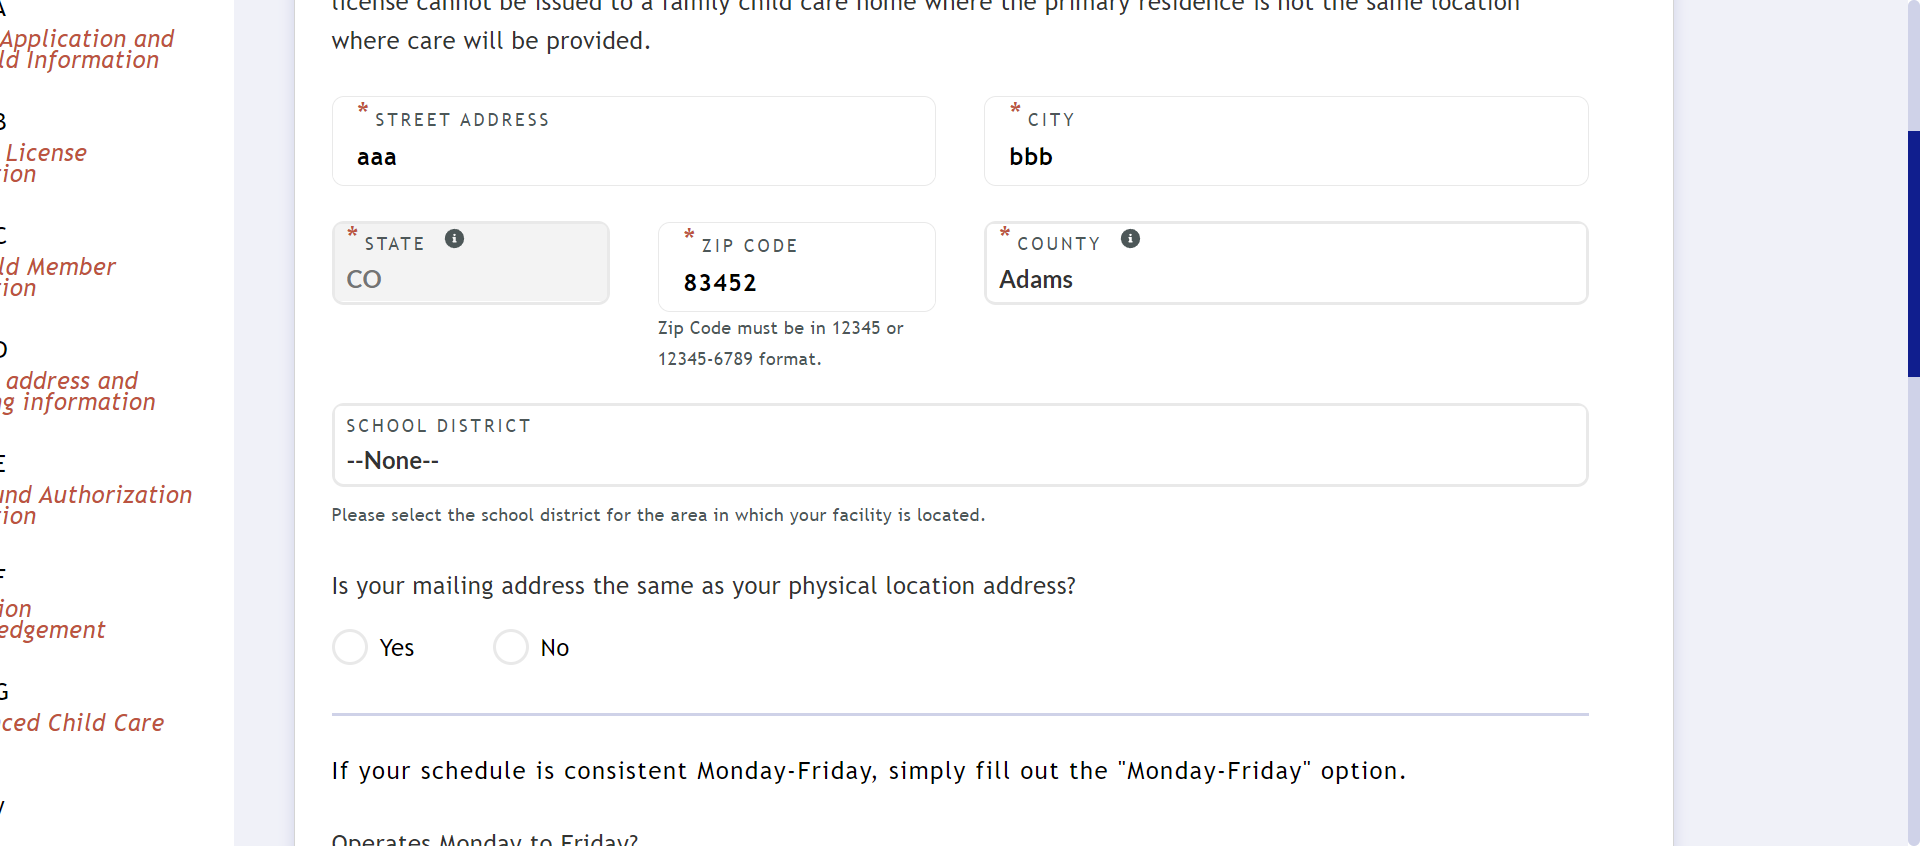 license cannot be issued to a family child care home where the primary residence is not the same location
where care will be provided.
* STREET ADDRESS
aaa
* CITY
bbb
* STATE
CO
* ZIP CODE
83452
Zip Code must be in 12345 or
12345-6789 format.
* COUNTY
Adams
SCHOOL DISTRICT
--None--
Please select the school district for the area in which your facility is located.
Is your mailing address the same as your physical location address?
Yes
No
If your schedule is consistent Monday-Friday, simply fill out the "Monday-Friday" option.
Operates Monday to Friday?
A
Application and
ld Information
B
License
ion
C
ld Member
ion
D
address and
g information
E
und Authorization
ion
F
ion
edgement
G
ced Child Care